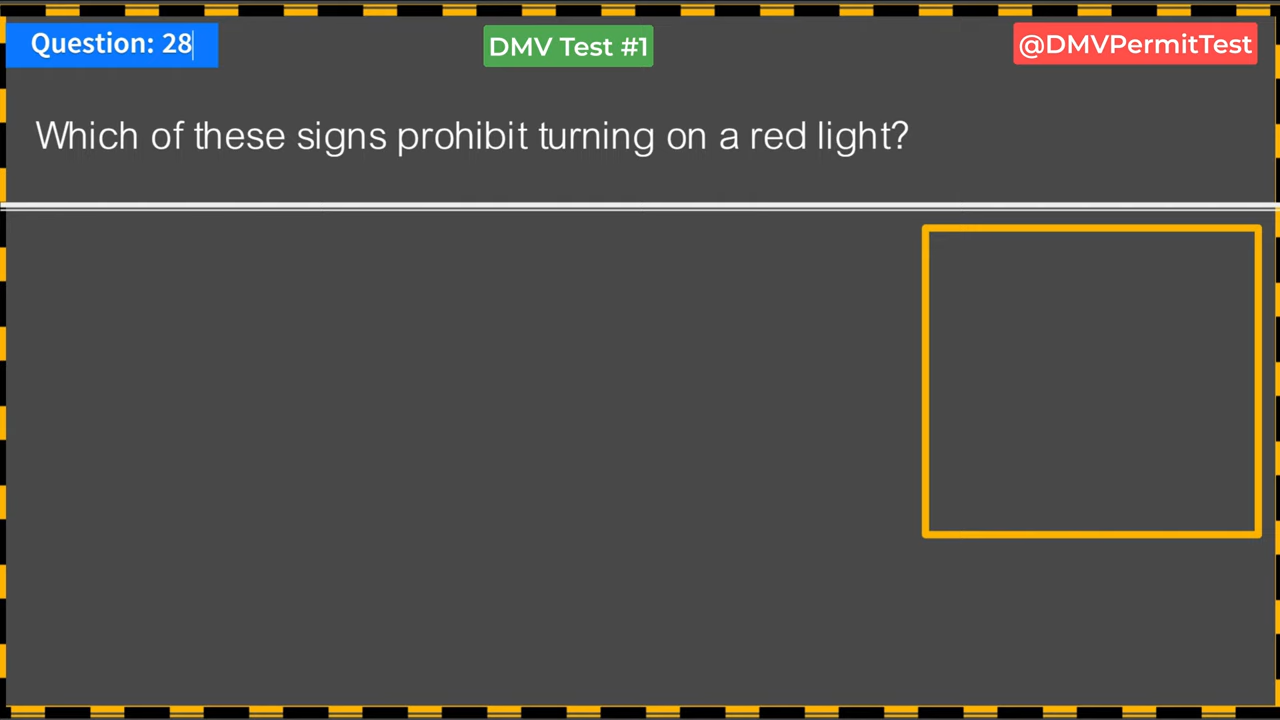 Question: 28
DMV Test #1
@DMVPermitTest
Which of these signs prohibit turning on a red light?